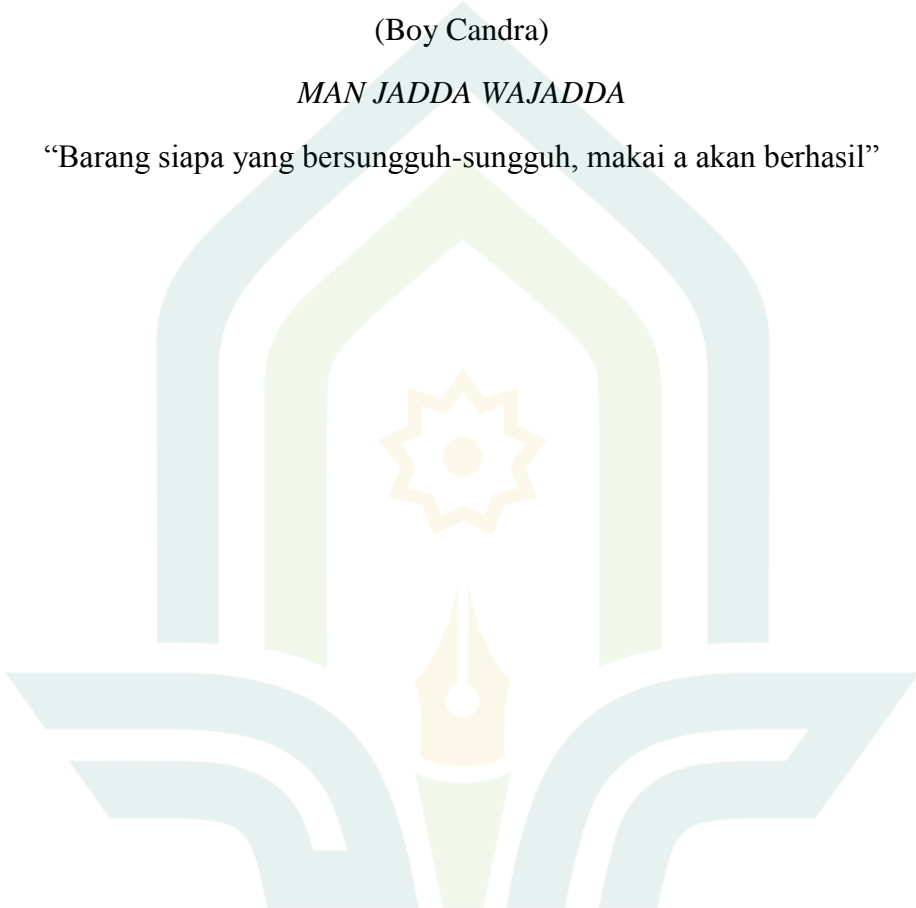 (Boy Candra)
MAN JADDA WAJADDA
“Barang siapa yang bersungguh-sungguh, makai a akan berhasil”